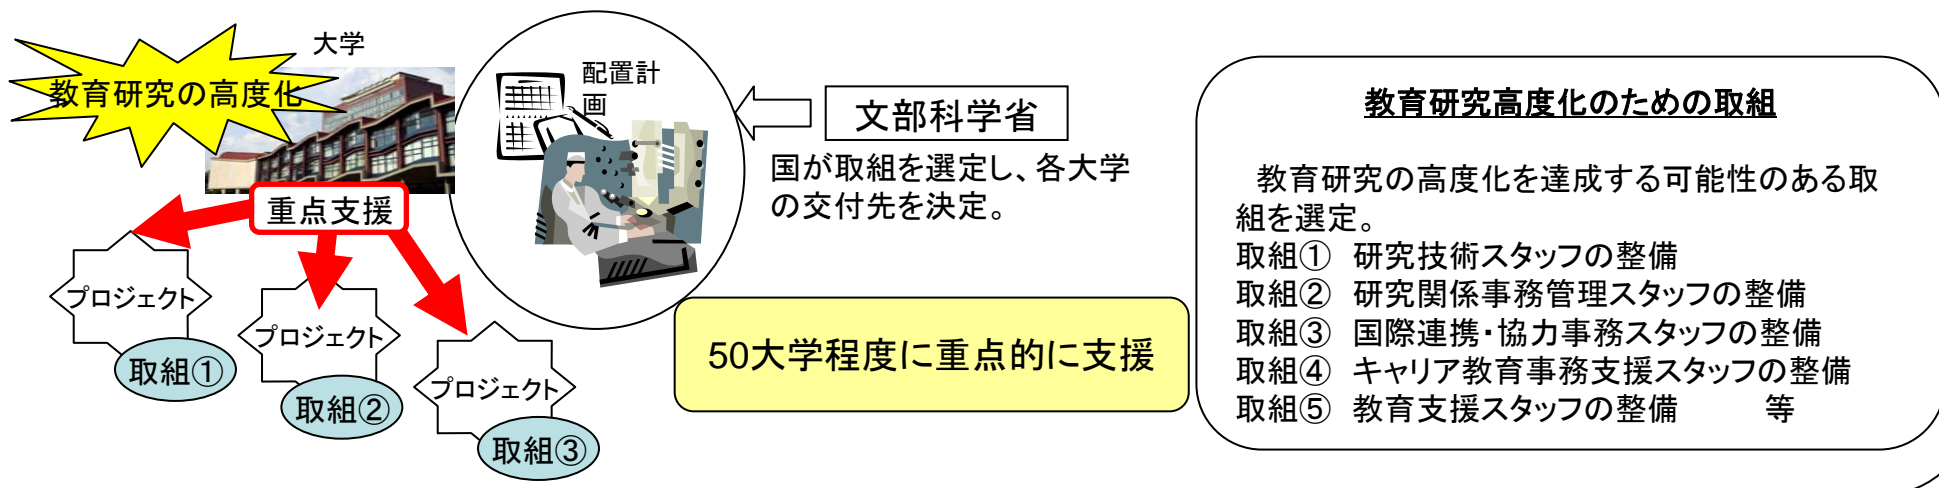 大学
教育研究の高度化
配置計
画
文部科学省
国が取組を選定し、各大学
の交付先を決定。
重点支援
プロジェクト
取組①
プロジェクト
取組②
プロジェクト
取組③
50大学程度に重点的に支援
教育研究高度化のための取組
教育研究の高度化を達成する可能性のある取
組を選定。
取組① 研究技術スタッフの整備
取組② 研究関係事務管理スタッフの整備
取組③ 国際連携・協力事務スタッフの整備
取組④ キャリア教育事務支援スタッフの整備
取組⑤ 教育支援スタッフの整備 等